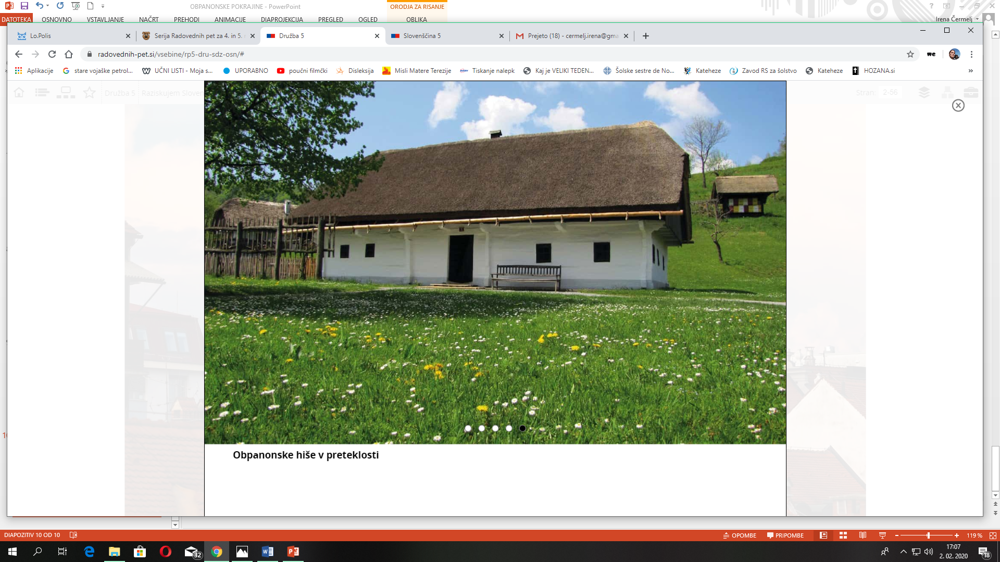 OBPANONSKE POKRAJINE - PowerPoint
ORODJA ZA RISANJE
DATOTEKA OSNOVNO VSTAVLJANJE NAČRT PREHODI ANIMACIJE DIAPROJEKCIJA PREGLED OGLED OBLIKA
Irena Čermelj
Lo.Polis
Serija Radovednih pet za 4. in 5.
Družba 5
Slovenščina 5
Prejeto (18) - cermelj.irena@gma
radovednih-pet.si/vsebine/rp5-dru-sdz-osn/#
Aplikacije
stare vojaške petrol...
UČNI LISTI - Moja s...
UPORABNO
poučni filmčki
Disleksija
Misli Matere Terezije
Tiskanje nalepk
Kaj je VELIKI TEDEN...
Šolske sestre de No...
Kateheze
Zavod RS za šolstvo
Kateheze
HOZANA.si
»
Družba 5
Raziskujem Sloven
Stran: 2-56
Obpanonske hiše v preteklosti
DIAPOZITIV 10 OD 10
OPOMBE
PRIPOMBE
119 %
32
17:07
2. 02. 2020
18